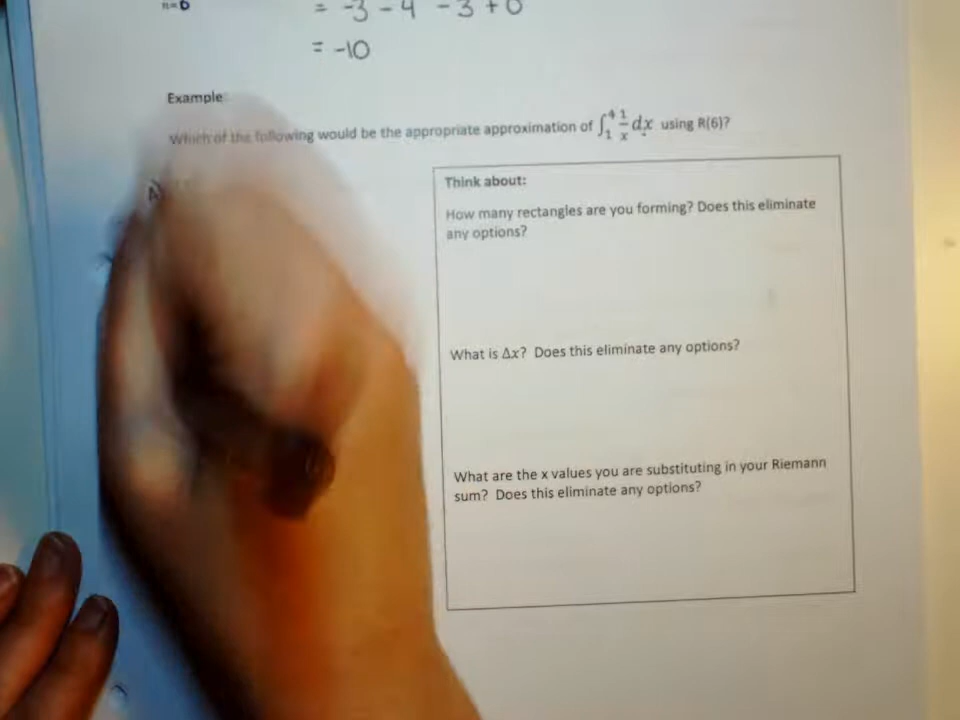 n=0
= -3 - 4 - 3 + 0
= -10
Example
Which of the following would be the appropriate approximation of ∫₁⁴ 1/x dx using R(6)?
A)
Think about:
How many rectangles are you forming? Does this eliminate
any options?
What is Δx? Does this eliminate any options?
What are the x values you are substituting in your Riemann
sum? Does this eliminate any options?